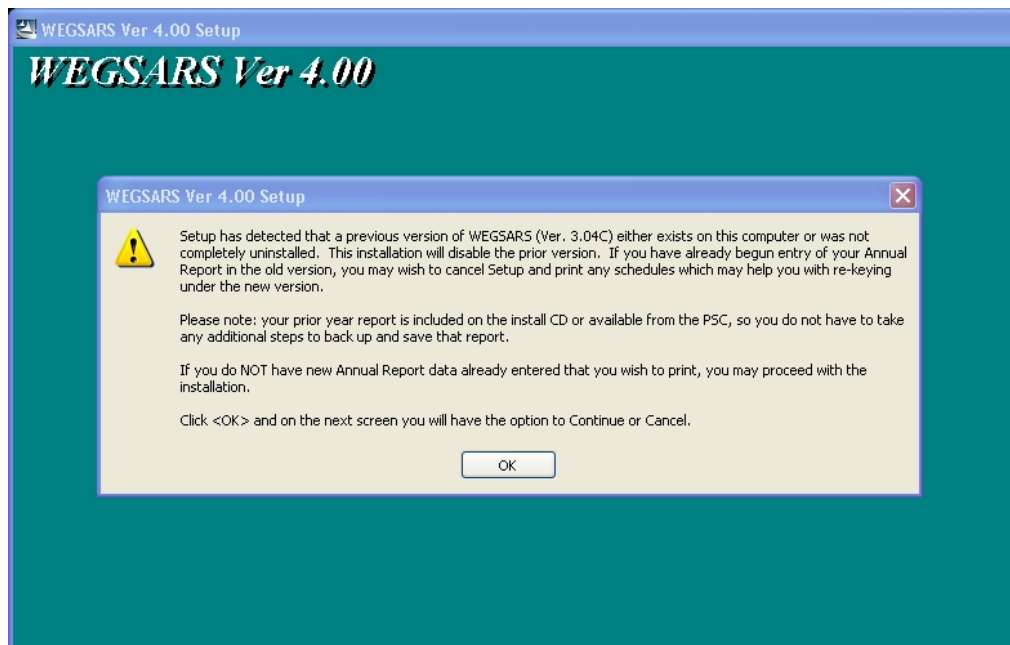 WEGSARS Ver 4.00 Setup
WEGSARS Ver 4.00
WEGSARS Ver 4.00 Setup
Setup has detected that a previous version of WEGSARS (Ver. 3.04C) either exists on this computer or was not
completely uninstalled.  This installation will disable the prior version.  If you have already begun entry of your Annual
Report in the old version, you may wish to cancel Setup and print any schedules which may help you with re-keying
under the new version.
Please note: your prior year report is included on the install CD or available from the PSC, so you do not have to take
any additional steps to back up and save that report.
If you do NOT have new Annual Report data already entered that you wish to print, you may proceed with the
installation.
Click <OK> and on the next screen you will have the option to Continue or Cancel.
OK